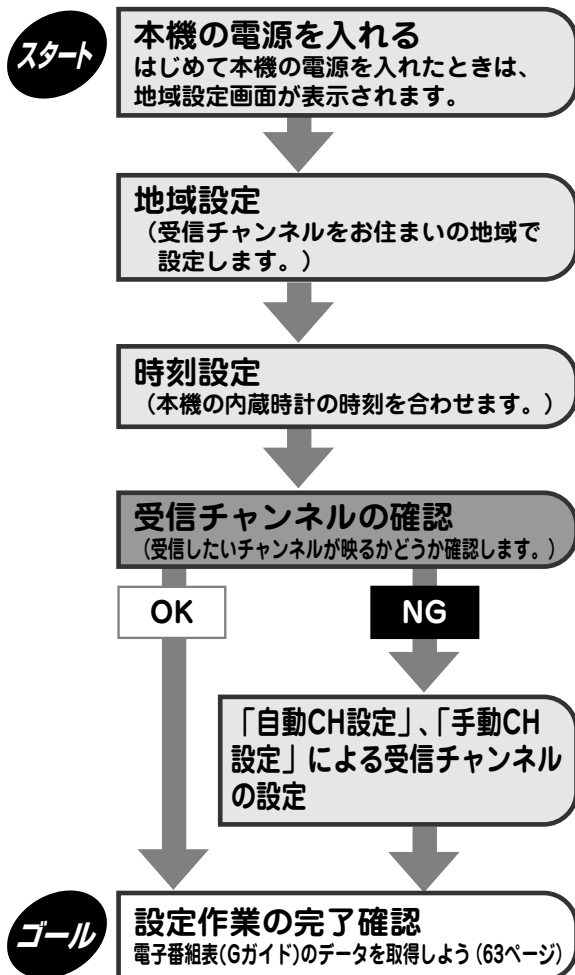 スタート
本機の電源を入れる
はじめて本機の電源を入れたときは、
地域設定画面が表示されます。
地域設定
（受信チャンネルをお住まいの地域で
設定します。）
時刻設定
（本機の内蔵時計の時刻を合わせます。）
受信チャンネルの確認
（受信したいチャンネルが映るかどうか確認します。）
OK
NG
「自動CH設定」、「手動CH
設定」による受信チャンネル
の設定
ゴール
設定作業の完了確認
電子番組表(Gガイド)のデータを取得しよう(63ページ)